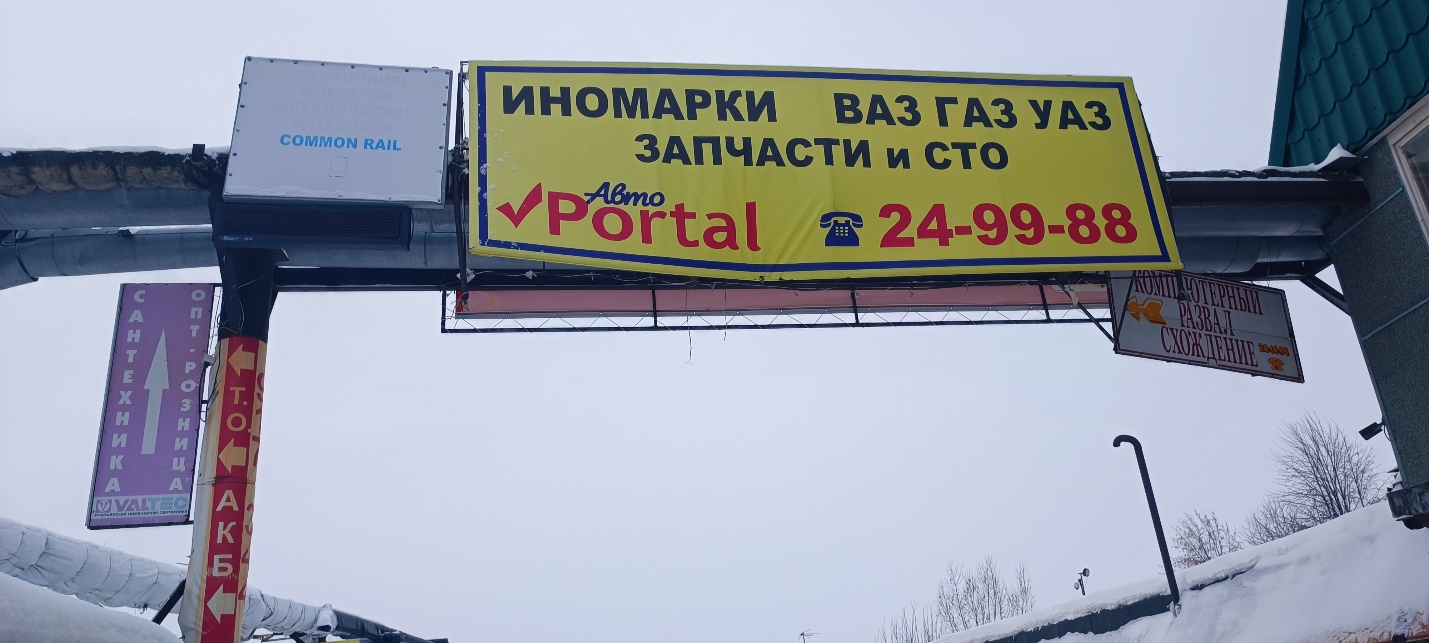 COMMON RAIL
ИНОМАРКИ ВАЗ ГАЗ УАЗ
ЗАПЧАСТИ и СТО
Авто
Portal 24-99-88
КОМПЬЮТЕРНЫЙ
РАЗВАЛ
СХОЖДЕНИЕ
САНТЕХНИКА
ОПТ-РОЗНИЦА
VALTEC
Т.О.
АКБ